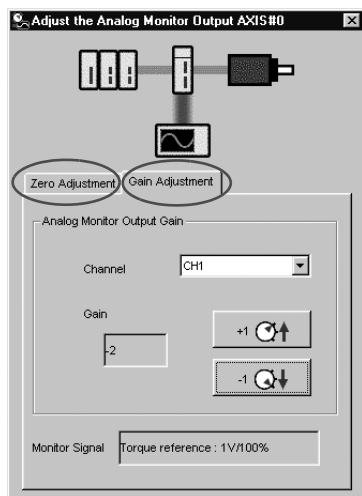 Adjust the Analog Monitor Output AXIS#0
Zero Adjustment
Gain Adjustment
Analog Monitor Output Gain
Channel
CH1
Gain
-2
+1
-1
Monitor Signal
Torque reference : 1V/100%